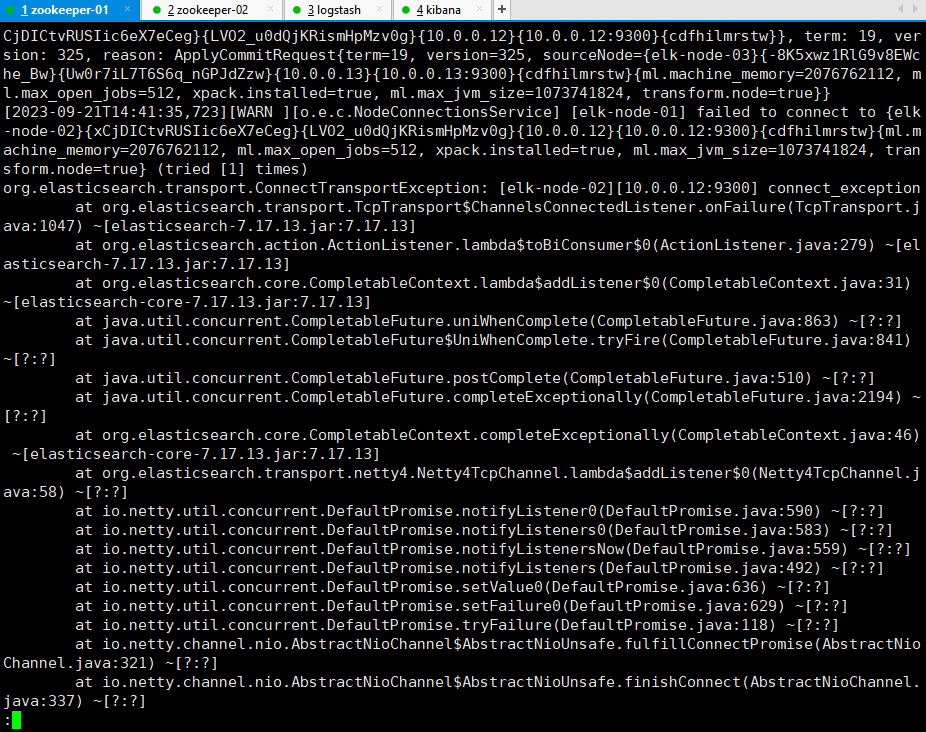 1 zookeeper-01 × 2 zookeeper-02 × 3 logstash × 4 kibana × +
CjDICtvRUSIic6eX7eCeg}{LVO2_u0dQjKRismHpMzv0g}{10.0.0.12}{10.0.0.12:9300}{cdfhilmrstw}}, term: 19, ver
sion: 325, reason: ApplyCommitRequest{term=19, version=325, sourceNode={elk-node-03}{-8K5xwz1RlG9v8EWc
he_Bw}{Uw0r7iL7T6S6q_nGPJdZzw}{10.0.0.13}{10.0.0.13:9300}{cdfhilmrstw}{ml.machine_memory=2076762112, m
l.max_open_jobs=512, xpack.installed=true, ml.max_jvm_size=1073741824, transform.node=true}}
[2023-09-21T14:41:35,723][WARN ][o.e.c.NodeConnectionsService] [elk-node-01] failed to connect to {elk
-node-02}{xCjDICtvRUSIic6eX7eCeg}{LVO2_u0dQjKRismHpMzv0g}{10.0.0.12}{10.0.0.12:9300}{cdfhilmrstw}{ml.m
achine_memory=2076762112, ml.max_open_jobs=512, xpack.installed=true, ml.max_jvm_size=1073741824, tran
sform.node=true} (tried [1] times)
org.elasticsearch.transport.ConnectTransportException: [elk-node-02][10.0.0.12:9300] connect_exception
        at org.elasticsearch.transport.TcpTransport$ChannelsConnectedListener.onFailure(TcpTransport.j
ava:1047) ~[elasticsearch-7.17.13.jar:7.17.13]
        at org.elasticsearch.action.ActionListener.lambda$toBiConsumer$0(ActionListener.java:279) ~[el
asticsearch-7.17.13.jar:7.17.13]
        at org.elasticsearch.core.CompletableContext.lambda$addListener$0(CompletableContext.java:31)
~[elasticsearch-core-7.17.13.jar:7.17.13]
        at java.util.concurrent.CompletableFuture.uniWhenComplete(CompletableFuture.java:863) ~[?:?]
        at java.util.concurrent.CompletableFuture$UniWhenComplete.tryFire(CompletableFuture.java:841)
~[?:?]
        at java.util.concurrent.CompletableFuture.postComplete(CompletableFuture.java:510) ~[?:?]
        at java.util.concurrent.CompletableFuture.completeExceptionally(CompletableFuture.java:2194) ~
[?:?]
        at org.elasticsearch.core.CompletableContext.completeExceptionally(CompletableContext.java:46)
 ~[elasticsearch-core-7.17.13.jar:7.17.13]
        at org.elasticsearch.transport.netty4.Netty4TcpChannel.lambda$addListener$0(Netty4TcpChannel.j
ava:58) ~[?:?]
        at io.netty.util.concurrent.DefaultPromise.notifyListener0(DefaultPromise.java:590) ~[?:?]
        at io.netty.util.concurrent.DefaultPromise.notifyListeners0(DefaultPromise.java:583) ~[?:?]
        at io.netty.util.concurrent.DefaultPromise.notifyListenersNow(DefaultPromise.java:559) ~[?:?]
        at io.netty.util.concurrent.DefaultPromise.notifyListeners(DefaultPromise.java:492) ~[?:?]
        at io.netty.util.concurrent.DefaultPromise.setValue0(DefaultPromise.java:636) ~[?:?]
        at io.netty.util.concurrent.DefaultPromise.setFailure0(DefaultPromise.java:629) ~[?:?]
        at io.netty.util.concurrent.DefaultPromise.tryFailure(DefaultPromise.java:118) ~[?:?]
        at io.netty.channel.nio.AbstractNioChannel$AbstractNioUnsafe.fulfillConnectPromise(AbstractNio
Channel.java:321) ~[?:?]
        at io.netty.channel.nio.AbstractNioChannel$AbstractNioUnsafe.finishConnect(AbstractNioChannel.
java:337) ~[?:?]
: